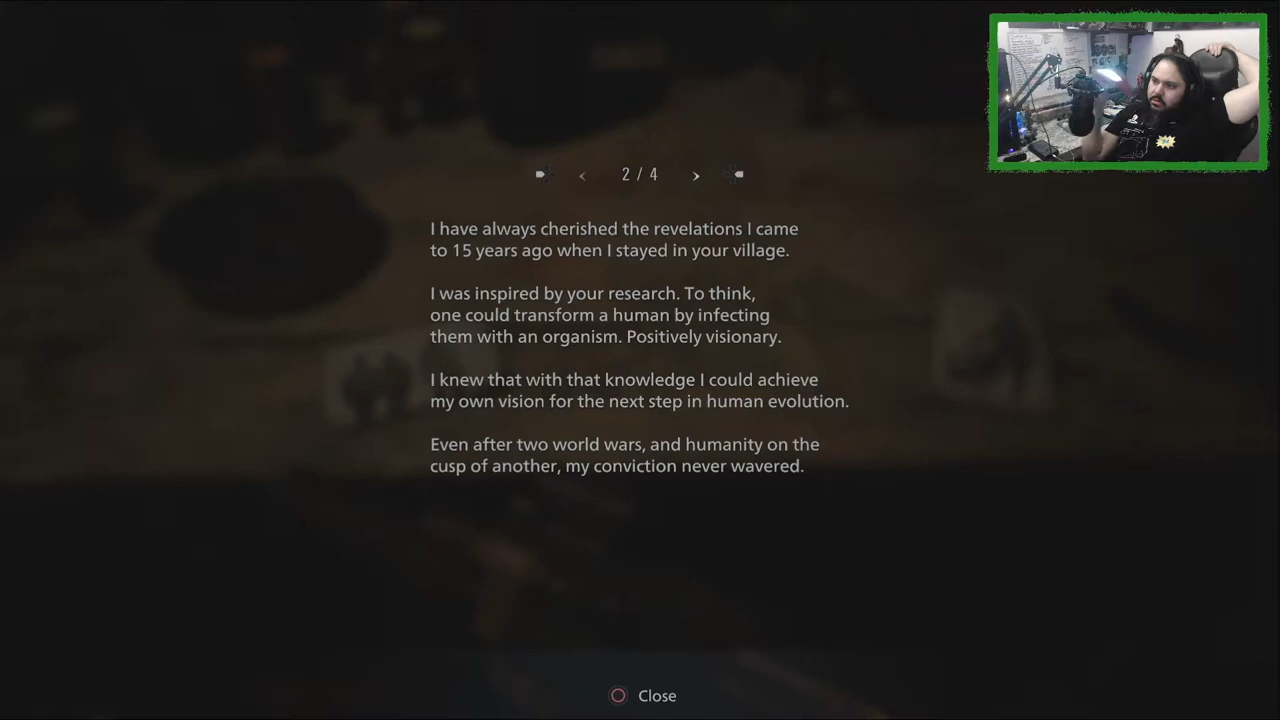 2 / 4
I have always cherished the revelations I came
to 15 years ago when I stayed in your village.
I was inspired by your research. To think,
one could transform a human by infecting
them with an organism. Positively visionary.
I knew that with that knowledge I could achieve
my own vision for the next step in human evolution.
Even after two world wars, and humanity on the
cusp of another, my conviction never wavered.
Close